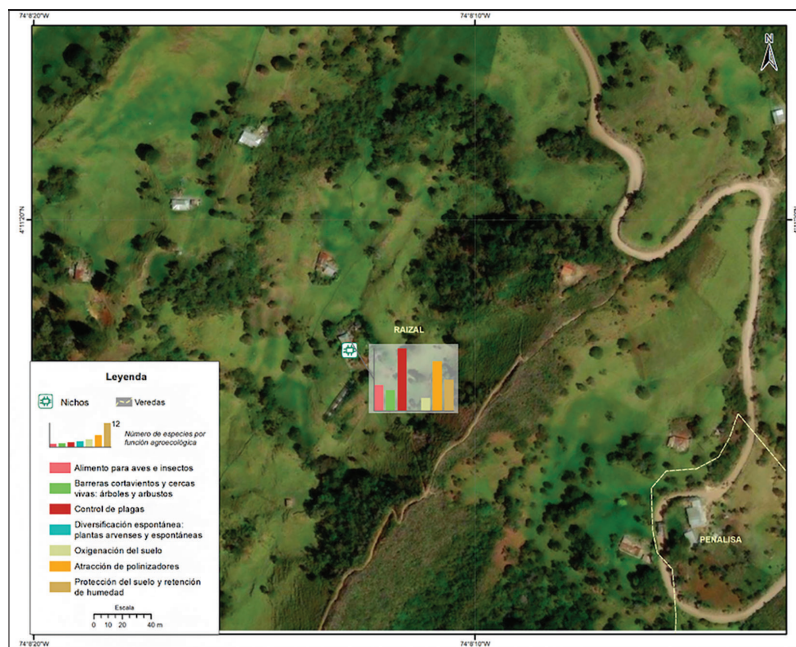 74°8'20"W
74°8'10"W
N
4°11'20"N
RAIZAL
Leyenda
Nichos
Veredas
12
Número de especies por
función agroecológica
Alimento para aves e insectos
Barreras cortavientos y cercas
vivas: árboles y arbustos
Control de plagas
Diversificación espontánea:
plantas arvenses y espontáneas
Oxigenación del suelo
Atracción de polinizadores
Protección del suelo y retención
de humedad
Escala
0 10 20 40 m
PEÑALISA
74°8'20"W
74°8'10"W